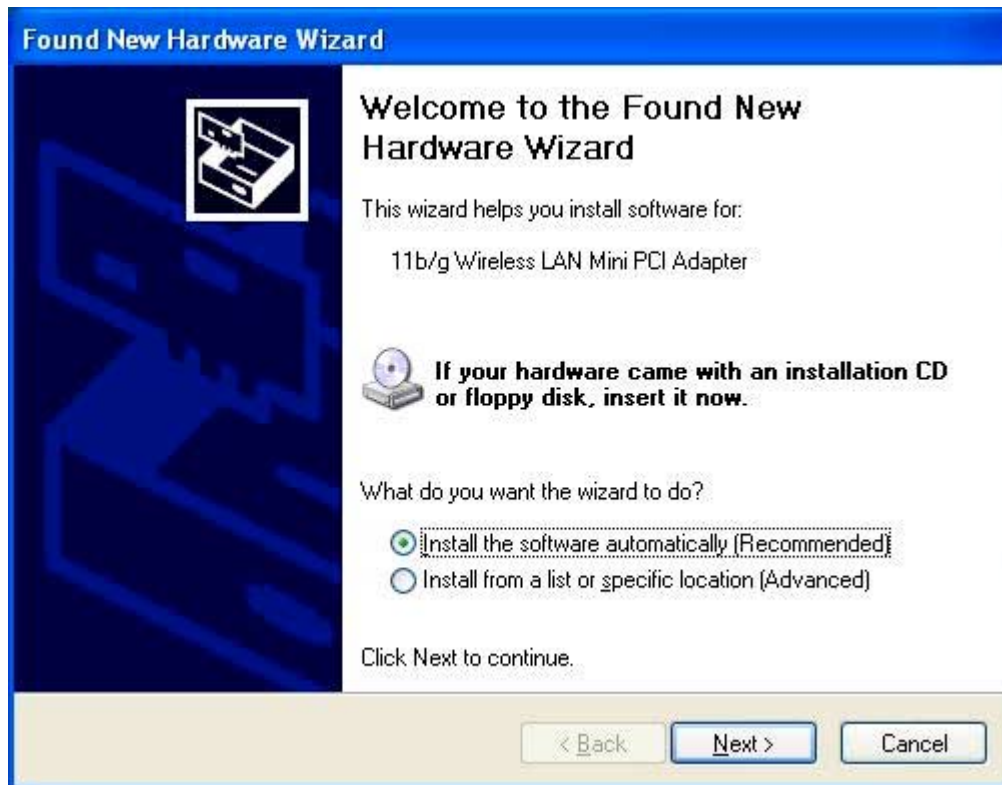 Found New Hardware Wizard
Welcome to the Found New
Hardware Wizard
This wizard helps you install software for:
11b/g Wireless LAN Mini PCI Adapter
If your hardware came with an installation CD
or floppy disk, insert it now.
What do you want the wizard to do?
Install the software automatically (Recommended)
Install from a list or specific location (Advanced)
Click Next to continue.
< Back Next > Cancel